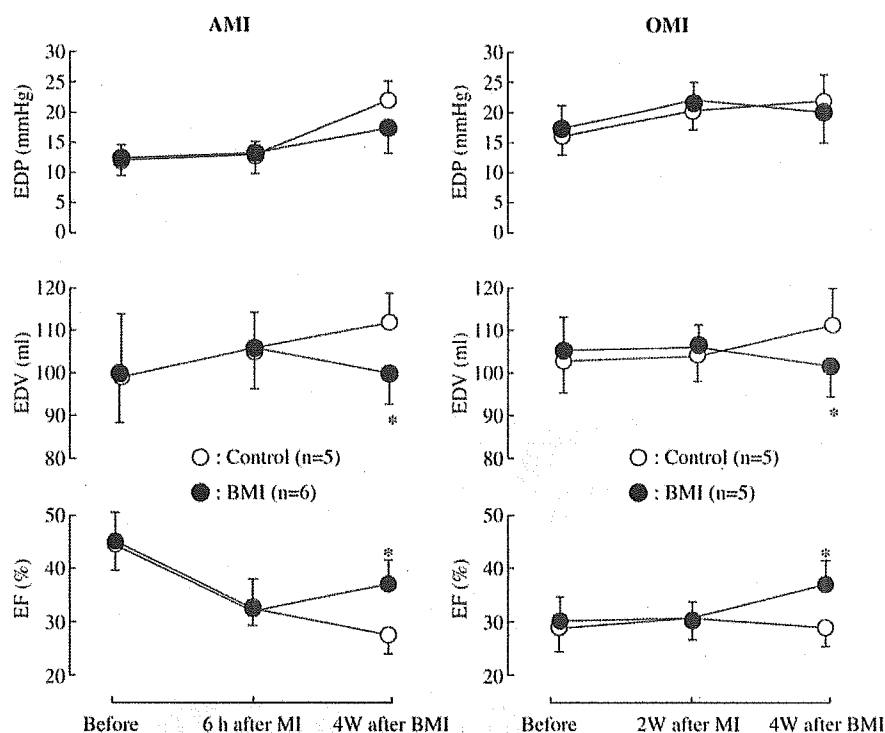 AMI
OMI
EDP (mmHg)
30
25
20
15
10
5
0
EDP (mmHg)
30
25
20
15
10
5
0
EDV (ml)
120
110
100
90
80
*
EDV (ml)
120
110
100
90
80
*
: Control (n=5)
: BMI (n=6)
: Control (n=5)
: BMI (n=5)
EF (%)
50
40
30
20
*
EF (%)
50
40
30
20
*
Before 6 h after MI 4W after BMI
Before 2W after MI 4W after BMI